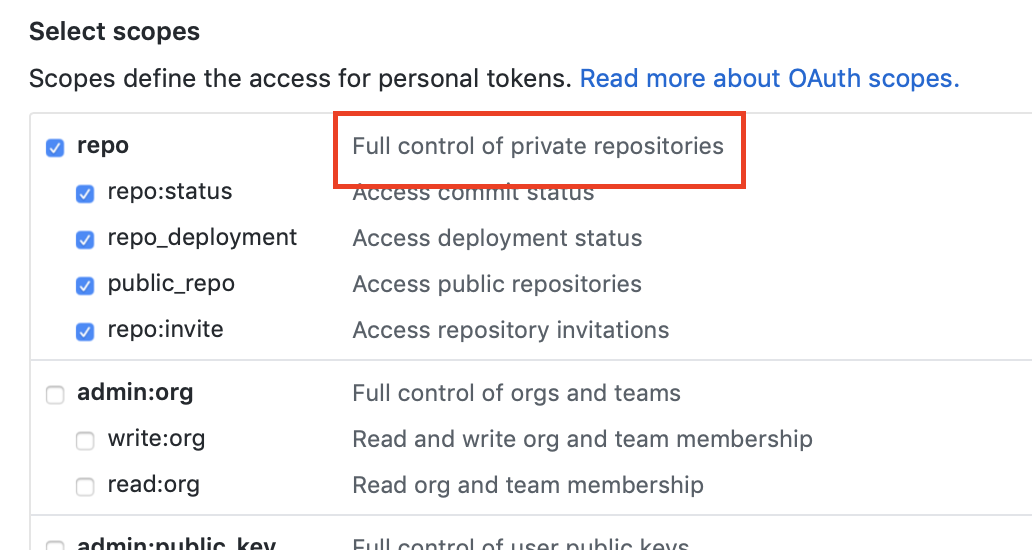 Select scopes
Scopes define the access for personal tokens. Read more about OAuth scopes.
repo Full control of private repositories
repo:status Access commit status
repo_deployment Access deployment status
public_repo Access public repositories
repo:invite Access repository invitations
admin:org Full control of orgs and teams
write:org Read and write org and team membership
read:org Read org and team membership
admin:public_key Full control of user public keys